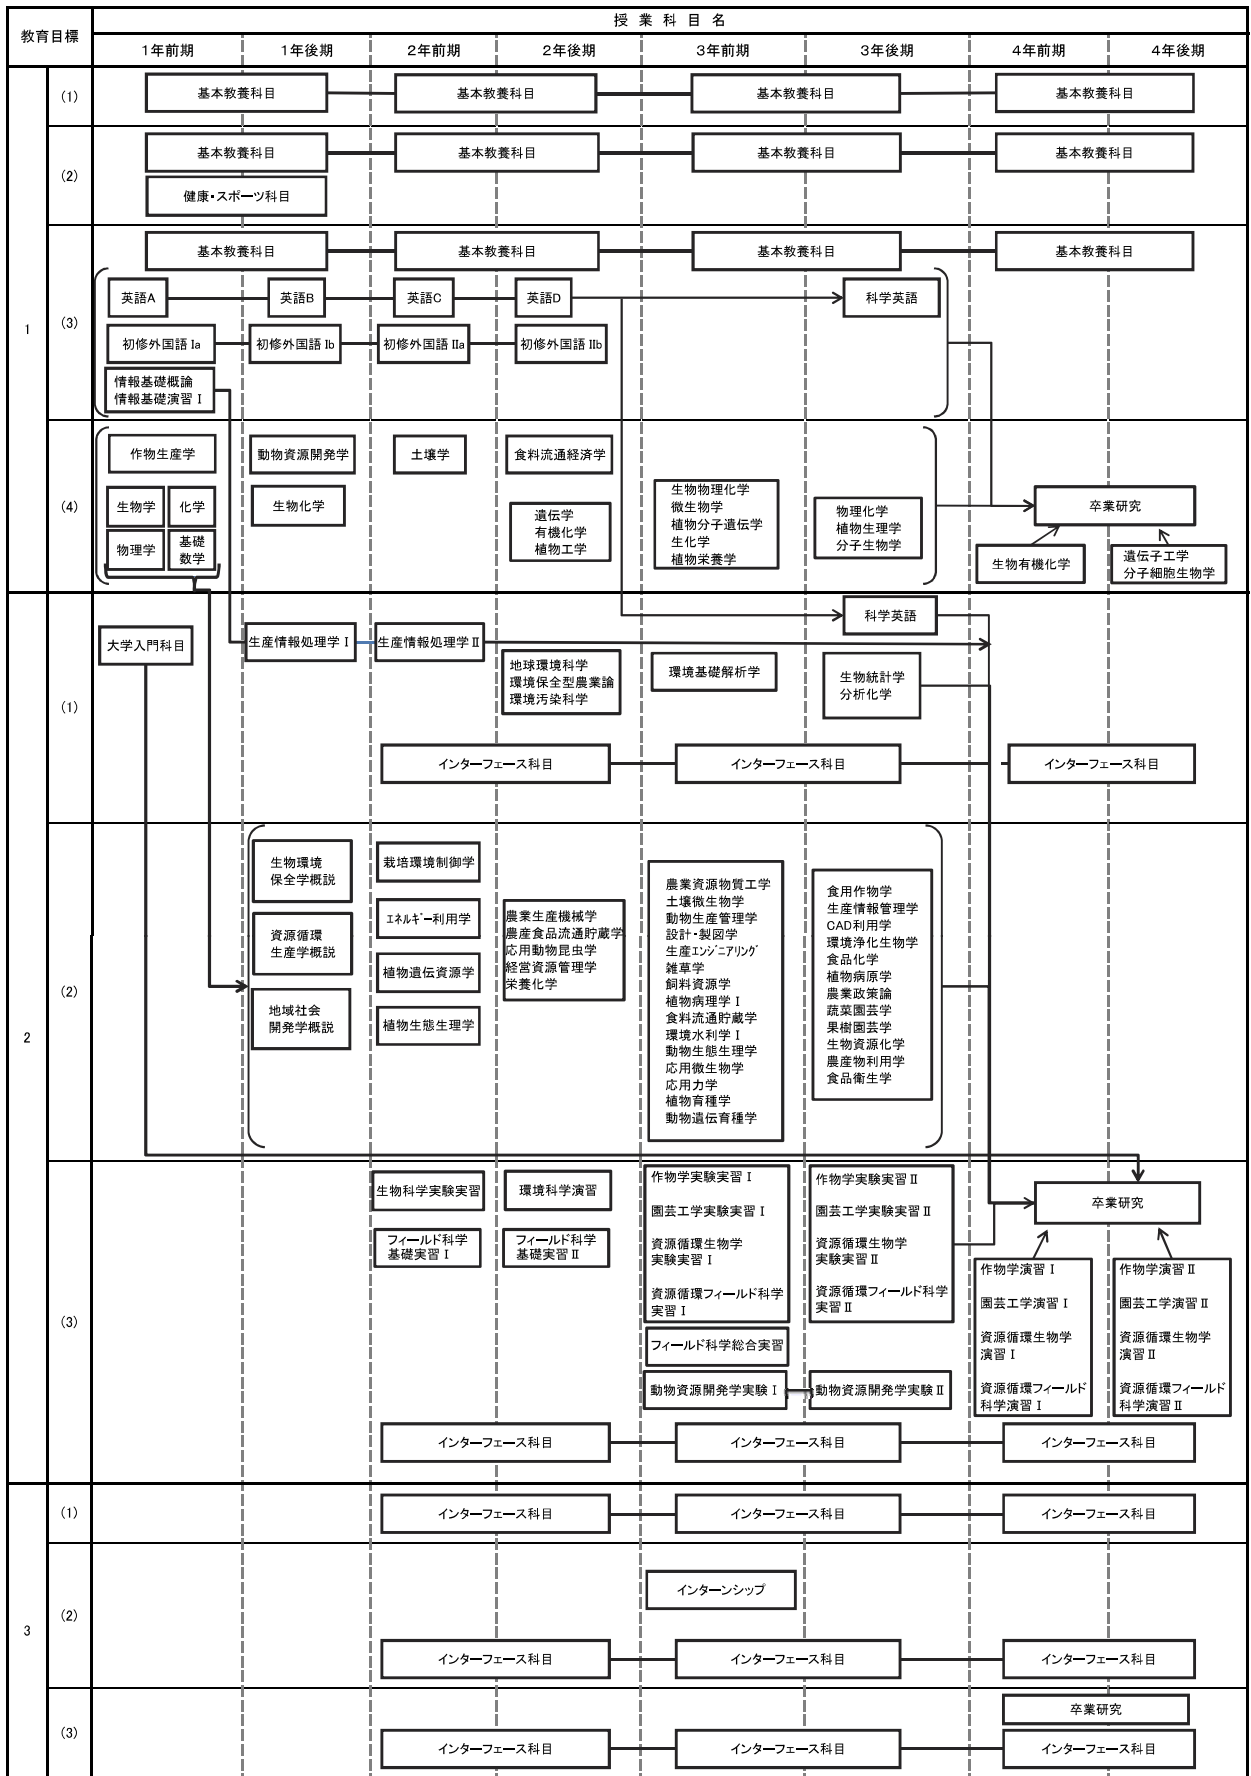 教育目標
授業科目名
1年前期 1年後期 2年前期 2年後期 3年前期 3年後期 4年前期 4年後期
1
(1)
基本教養科目 基本教養科目 基本教養科目 基本教養科目
(2)
基本教養科目 基本教養科目 基本教養科目 基本教養科目
健康・スポーツ科目
(3)
基本教養科目 基本教養科目 基本教養科目 基本教養科目
英語A 英語B 英語C 英語D 科学英語
初修外国語 Ia 初修外国語 Ib 初修外国語 IIa 初修外国語 IIb
情報基礎概論
情報基礎演習 I
(4)
作物生産学 動物資源開発学 土壌学 食料流通経済学
生物学 化学
物理学
基礎
数学
生物化学
遺伝学
有機化学
植物工学
生物物理化学
微生物学
植物分子遺伝学
生化学
植物栄養学
物理化学
植物生理学
分子生物学
卒業研究
生物有機化学
遺伝子工学
分子細胞生物学
2
(1)
大学入門科目
生産情報処理学 I 生産情報処理学 II
科学英語
地球環境科学
環境保全型農業論
環境汚染科学
環境基礎解析学
生物統計学
分析化学
インターフェース科目 インターフェース科目 インターフェース科目
(2)
生物環境
保全学概説
資源循環
生産学概説
地域社会
開発学概説
栽培環境制御学
エネルギー利用学
植物遺伝資源学
植物生態生理学
農業生産機械学
農産食品流通貯蔵学
応用動物昆虫学
経営資源管理学
栄養化学
農業資源物質工学
土壌微生物学
動物生産管理学
設計・製図学
生産エンジニアリング
雑草学
飼料資源学
植物病理学 I
食料流通貯蔵学
環境水利学 I
動物生態生理学
応用微生物学
応用力学
植物育種学
動物遺伝育種学
食用作物学
生産情報管理学
CAD利用学
環境浄化生物学
食品化学
植物病原学
農業政策論
蔬菜園芸学
果樹園芸学
生物資源化学
農産物利用学
食品衛生学
(3)
生物科学実験実習
フィールド科学
基礎実習 I
環境科学演習
フィールド科学
基礎実習 II
作物学実験実習 I
園芸工学実験実習 I
資源循環生物学
実験実習 I
資源循環フィールド科学
実習 I
フィールド科学総合実習
動物資源開発学実験 I
作物学実験実習 II
園芸工学実験実習 II
資源循環生物学
実験実習 II
資源循環フィールド科学
実習 II
動物資源開発学実験 II
卒業研究
作物学演習 I
園芸工学演習 I
資源循環生物学
演習 I
資源循環フィールド
科学演習 I
作物学演習 II
園芸工学演習 II
資源循環生物学
演習 II
資源循環フィールド
科学演習 II
インターフェース科目 インターフェース科目 インターフェース科目
3
(1)
インターフェース科目 インターフェース科目 インターフェース科目
(2)
インターンシップ
インターフェース科目 インターフェース科目 インターフェース科目
(3)
卒業研究
インターフェース科目 インターフェース科目 インターフェース科目